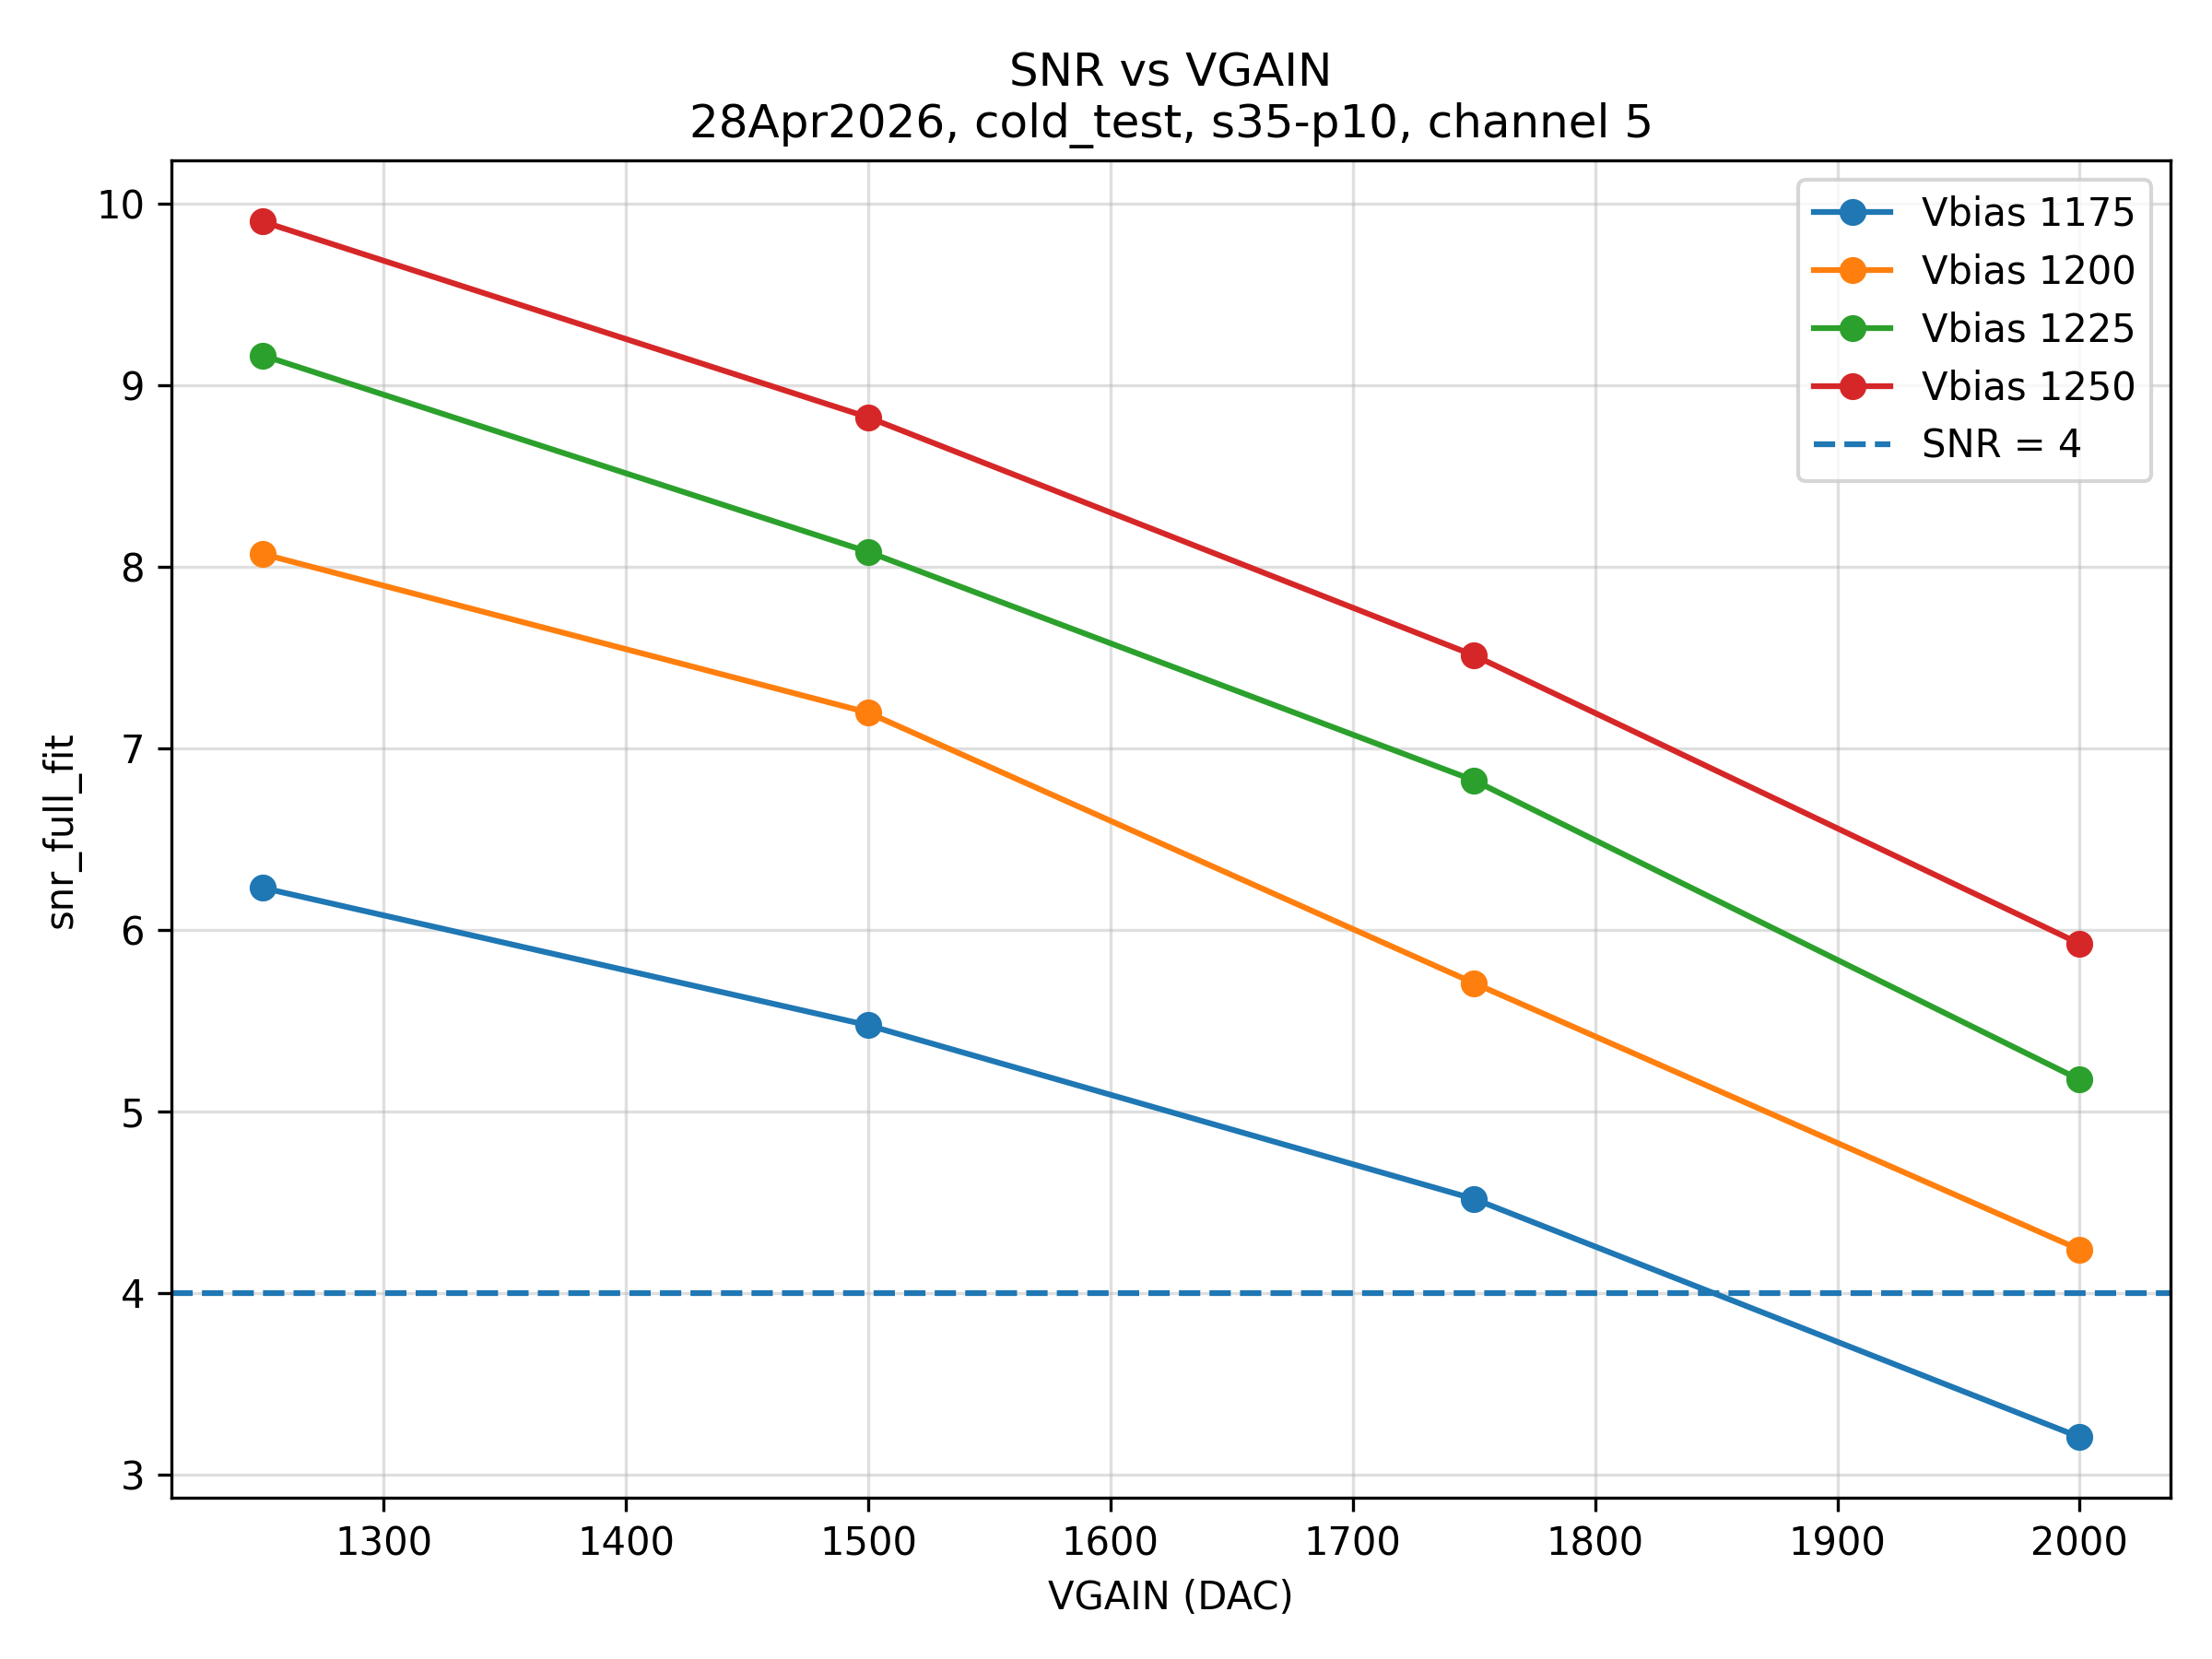 SNR vs VGAIN
28Apr2026, cold_test, s35-p10, channel 5
Vbias 1175
Vbias 1200
Vbias 1225
Vbias 1250
SNR = 4
snr_full_fit
10
9
8
7
6
5
4
3
1300 1400 1500 1600 1700 1800 1900 2000
VGAIN (DAC)